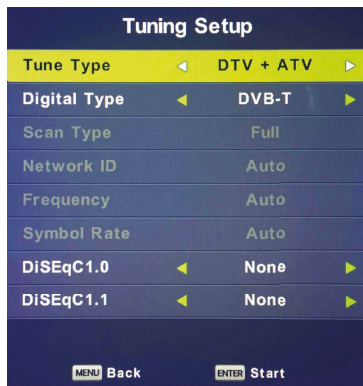 Tuning Setup
Tune Type DTV + ATV
Digital Type DVB-T
Scan Type Full
Network ID Auto
Frequency Auto
Symbol Rate Auto
DiSEqC1.0 None
DiSEqC1.1 None
MENU Back ENTER Start